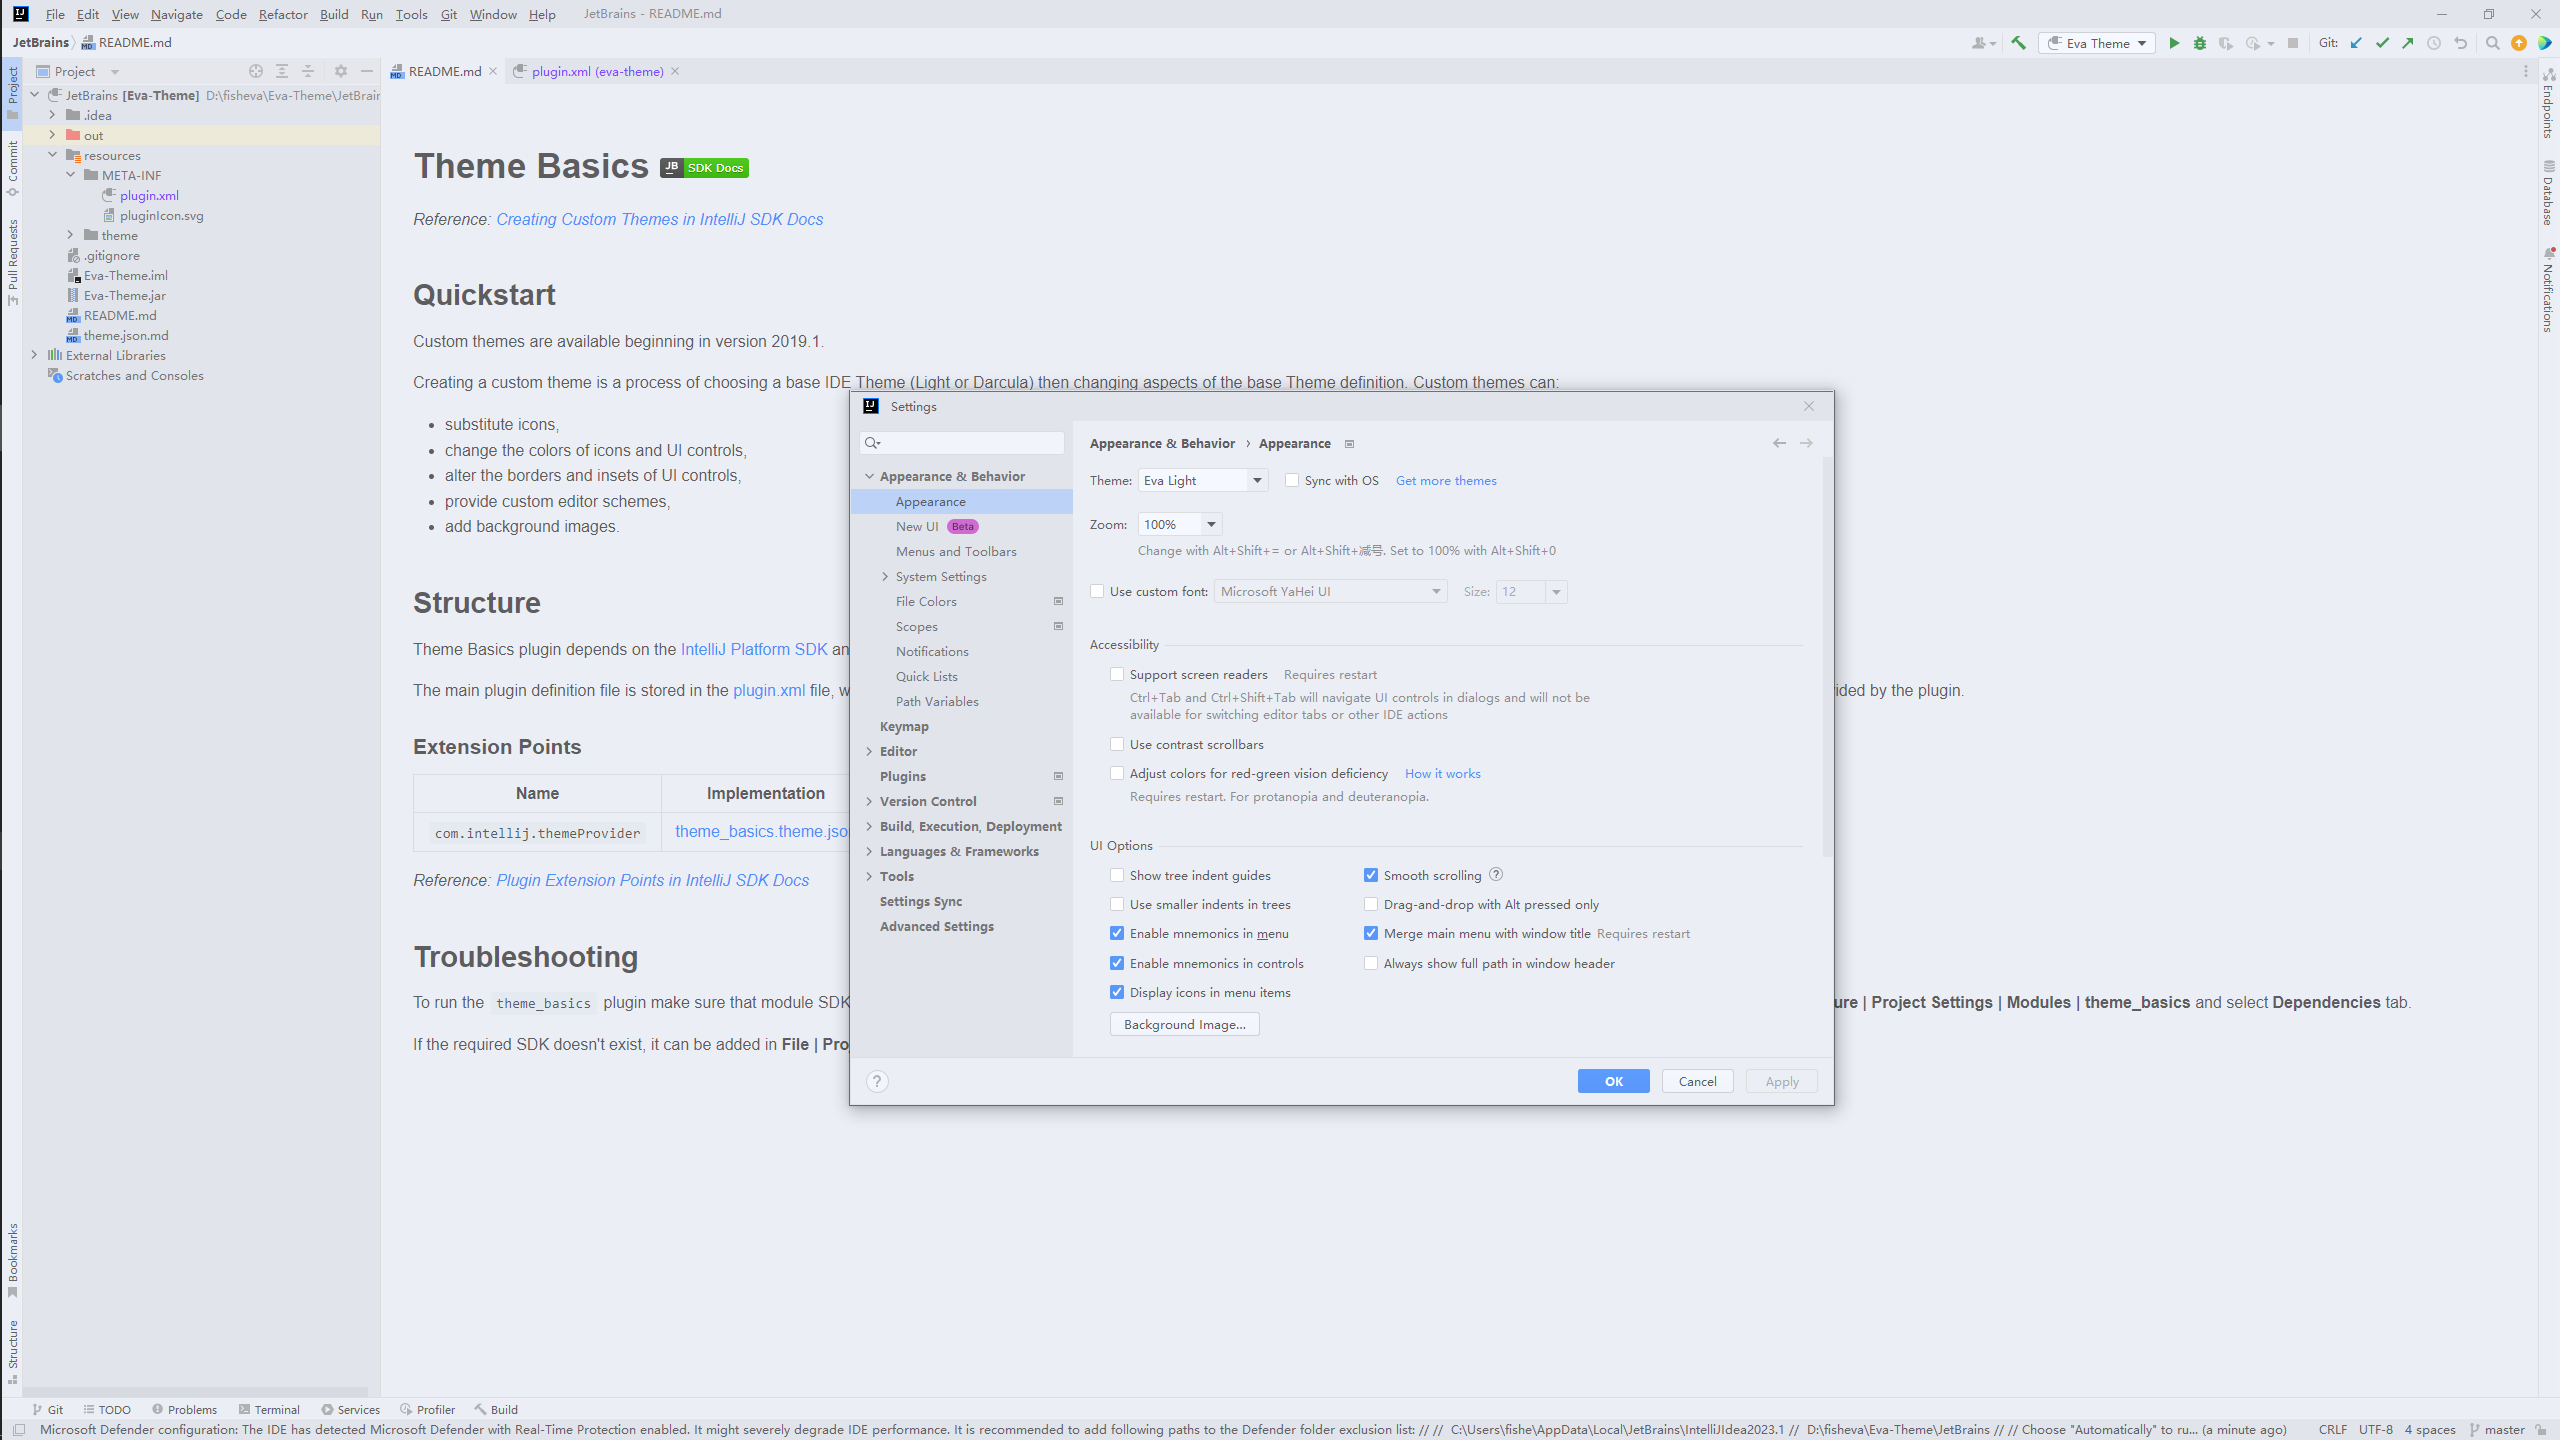 File Edit View Navigate Code Refactor Build Run Tools Git Window Help JetBrains - README.md
JetBrains README.md
Eva Theme Git:
Project
README.md
plugin.xml (eva-theme)
Project
Commit
Pull Requests
Bookmarks
Structure
JetBrains [Eva-Theme] D:\fisheva\Eva-Theme\JetBrain
.idea
out
resources
META-INF
plugin.xml
pluginIcon.svg
theme
.gitignore
Eva-Theme.iml
Eva-Theme.jar
README.md
theme.json.md
External Libraries
Scratches and Consoles
Theme Basics JB SDK Docs
Reference: Creating Custom Themes in IntelliJ SDK Docs
Quickstart
Custom themes are available beginning in version 2019.1.
Creating a custom theme is a process of choosing a base IDE Theme (Light or Darcula) then changing aspects of the base Theme definition. Custom themes can:
• substitute icons,
• change the colors of icons and UI controls,
• alter the borders and insets of UI controls,
• provide custom editor schemes,
• add background images.
Structure
Theme Basics plugin depends on the IntelliJ Platform SDK an
The main plugin definition file is stored in the plugin.xml file, w
ided by the plugin.
Extension Points
Name Implementation
com.intellij.themeProvider theme_basics.theme.jso
Reference: Plugin Extension Points in IntelliJ SDK Docs
Troubleshooting
To run the theme_basics plugin make sure that module SDK
ure | Project Settings | Modules | theme_basics and select Dependencies tab.
If the required SDK doesn't exist, it can be added in File | Pro
IJ Settings
Appearance & Behavior
Appearance
New UI Beta
Menus and Toolbars
System Settings
File Colors
Scopes
Notifications
Quick Lists
Path Variables
Keymap
Editor
Plugins
Version Control
Build, Execution, Deployment
Languages & Frameworks
Tools
Settings Sync
Advanced Settings
Appearance & Behavior › Appearance
Theme: Eva Light Sync with OS Get more themes
Zoom: 100%
Change with Alt+Shift+= or Alt+Shift+减号. Set to 100% with Alt+Shift+0
Use custom font: Microsoft YaHei UI Size: 12
Accessibility
Support screen readers Requires restart
Ctrl+Tab and Ctrl+Shift+Tab will navigate UI controls in dialogs and will not be
available for switching editor tabs or other IDE actions
Use contrast scrollbars
Adjust colors for red-green vision deficiency How it works
Requires restart. For protanopia and deuteranopia.
UI Options
Show tree indent guides Smooth scrolling ?
Use smaller indents in trees Drag-and-drop with Alt pressed only
Enable mnemonics in menu Merge main menu with window title Requires restart
Enable mnemonics in controls Always show full path in window header
Display icons in menu items
Background Image...
? OK Cancel Apply
Endpoints
Database
Notifications
Git TODO Problems Terminal Services Profiler Build
Microsoft Defender configuration: The IDE has detected Microsoft Defender with Real-Time Protection enabled. It might severely degrade IDE performance. It is recommended to add following paths to the Defender folder exclusion list: // // C:\Users\fishe\AppData\Local\JetBrains\IntelliJIdea2023.1 // D:\fisheva\Eva-Theme\JetBrains // // Choose "Automatically" to ru... (a minute ago) CRLF UTF-8 4 spaces master